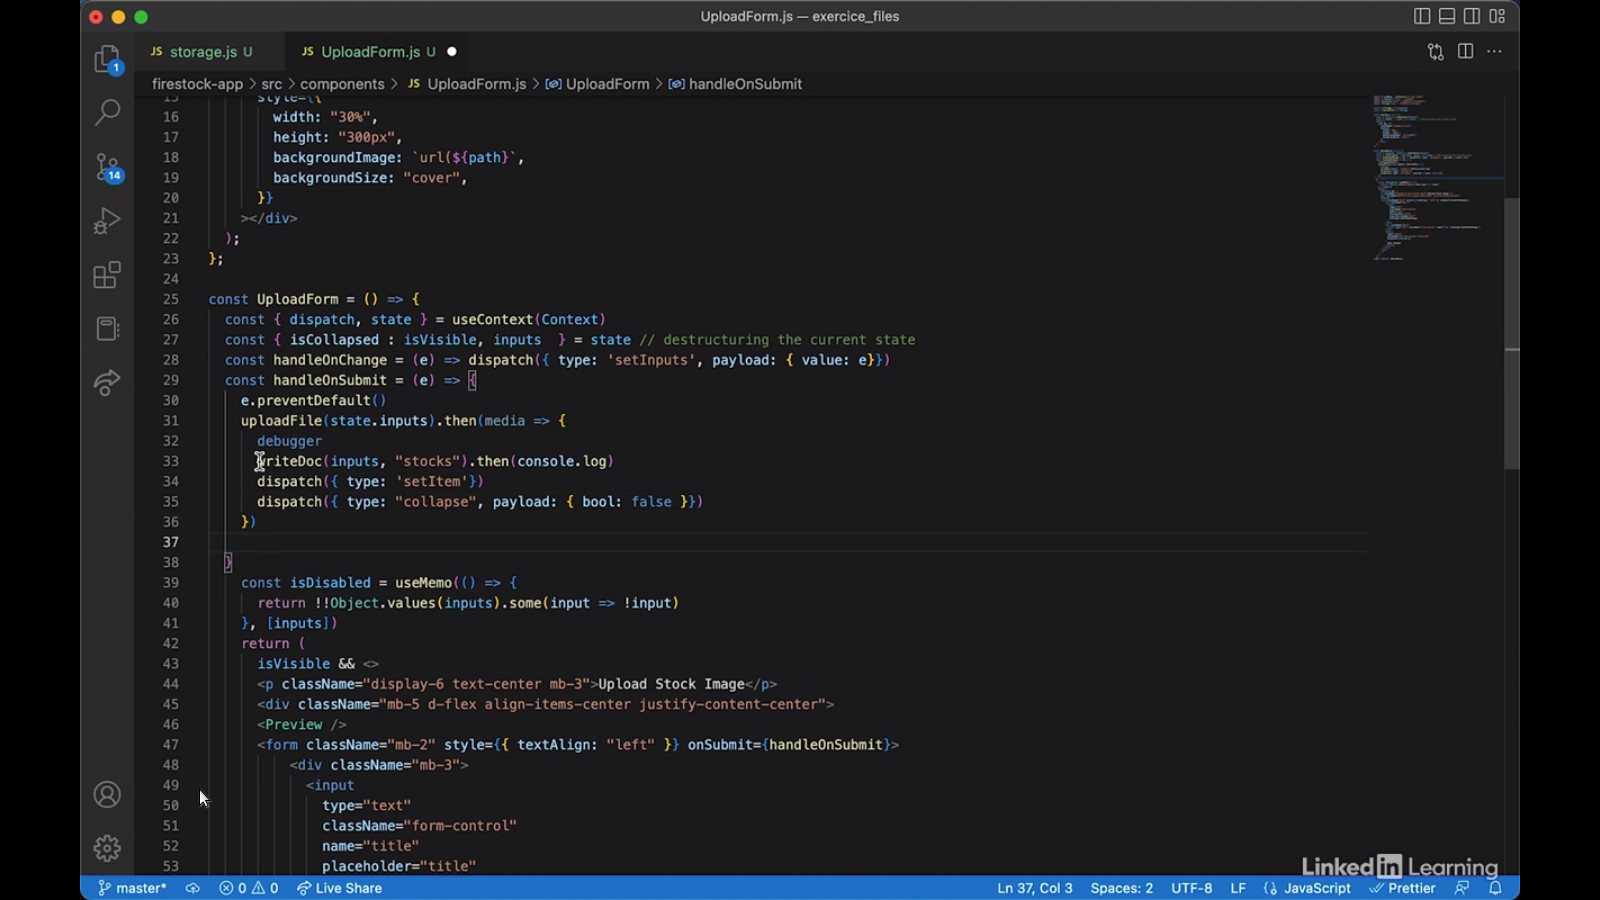 UploadForm.js — exercice_files
JS storage.js U
JS UploadForm.js U
firestock-app > src > components > JS UploadForm.js > UploadForm > handleOnSubmit
1
14
15 style={{
16 width: "30%",
17 height: "300px",
18 backgroundImage: `url(${path}`,
19 backgroundSize: "cover",
20 }}
21 ></div>
22 );
23 };
24
25 const UploadForm = () => {
26 const { dispatch, state } = useContext(Context)
27 const { isCollapsed : isVisible, inputs } = state // destructuring the current state
28 const handleOnChange = (e) => dispatch({ type: 'setInputs', payload: { value: e}})
29 const handleOnSubmit = (e) => {
30 e.preventDefault()
31 uploadFile(state.inputs).then(media => {
32 debugger
33 writeDoc(inputs, "stocks").then(console.log)
34 dispatch({ type: 'setItem'})
35 dispatch({ type: "collapse", payload: { bool: false }})
36 })
37
38 }
39 const isDisabled = useMemo(() => {
40 return !!Object.values(inputs).some(input => !input)
41 }, [inputs])
42 return (
43 isVisible && <>
44 <p className="display-6 text-center mb-3">Upload Stock Image</p>
45 <div className="mb-5 d-flex align-items-center justify-content-center">
46 <Preview />
47 <form className="mb-2" style={{ textAlign: "left" }} onSubmit={handleOnSubmit}>
48 <div className="mb-3">
49 <input
50 type="text"
51 className="form-control"
52 name="title"
53 placeholder="title"
LinkedIn Learning
master* 0 0 Live Share Ln 37, Col 3 Spaces: 2 UTF-8 LF JavaScript Prettier